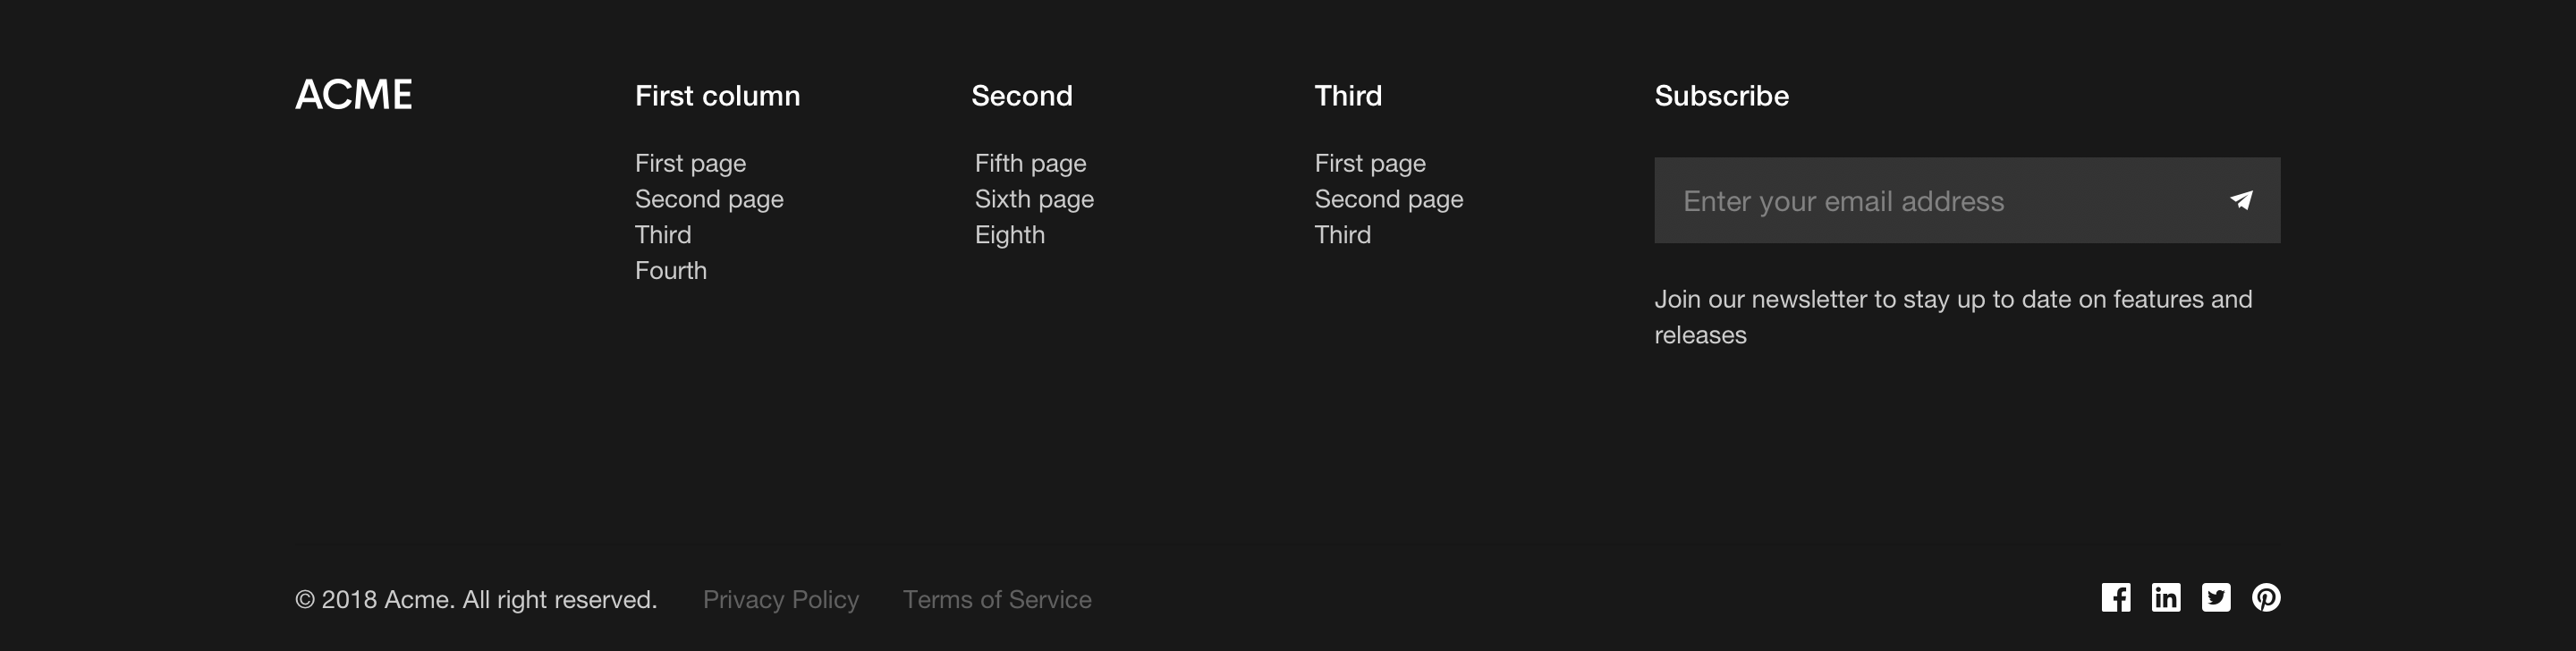 ACME
First column
First page
Second page
Third
Fourth
Second
Fifth page
Sixth page
Eighth
Third
First page
Second page
Third
Subscribe
Enter your email address
Join our newsletter to stay up to date on features and
releases
© 2018 Acme. All right reserved. Privacy Policy Terms of Service